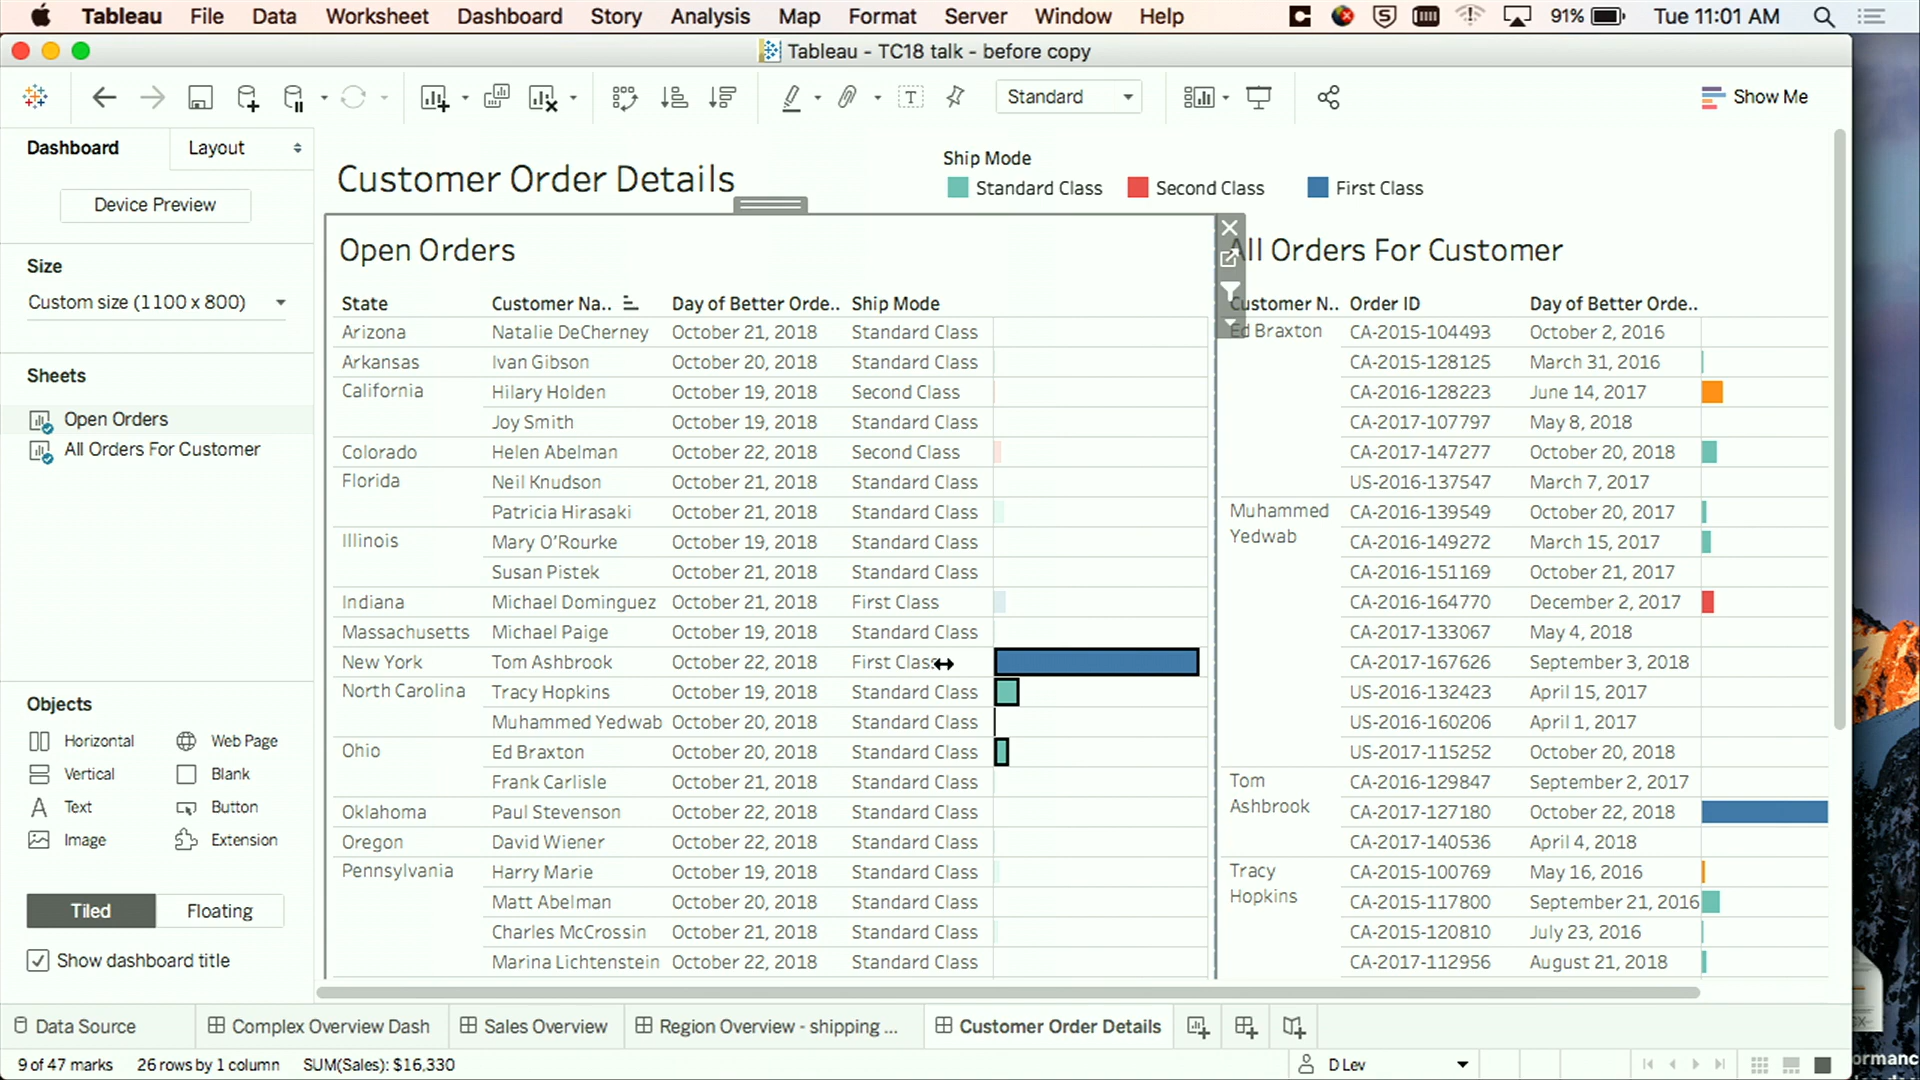 Tableau File Data Worksheet Dashboard Story Analysis Map Format Server Window Help 91% Tue 11:01 AM
Tableau - TC18 talk - before copy
Standard Show Me
Dashboard Layout
Device Preview
Size
Custom size (1100 x 800)
Sheets
Open Orders
All Orders For Customer
Objects
Horizontal Web Page
Vertical Blank
Text Button
Image Extension
Tiled Floating
Show dashboard title
Customer Order Details
Ship Mode
Standard Class Second Class First Class
Open Orders
State Customer Na.. Day of Better Orde.. Ship Mode
Arizona Natalie DeCherney October 21, 2018 Standard Class
Arkansas Ivan Gibson October 20, 2018 Standard Class
California Hilary Holden October 19, 2018 Second Class
Joy Smith October 19, 2018 Standard Class
Colorado Helen Abelman October 22, 2018 Second Class
Florida Neil Knudson October 21, 2018 Standard Class
Patricia Hirasaki October 21, 2018 Standard Class
Illinois Mary O'Rourke October 19, 2018 Standard Class
Susan Pistek October 21, 2018 Standard Class
Indiana Michael Dominguez October 21, 2018 First Class
Massachusetts Michael Paige October 19, 2018 Standard Class
New York Tom Ashbrook October 22, 2018 First Class
North Carolina Tracy Hopkins October 19, 2018 Standard Class
Muhammed Yedwab October 20, 2018 Standard Class
Ohio Ed Braxton October 20, 2018 Standard Class
Frank Carlisle October 21, 2018 Standard Class
Oklahoma Paul Stevenson October 22, 2018 Standard Class
Oregon David Wiener October 22, 2018 Standard Class
Pennsylvania Harry Marie October 19, 2018 Standard Class
Matt Abelman October 20, 2018 Standard Class
Charles McCrossin October 21, 2018 Standard Class
Marina Lichtenstein October 22, 2018 Standard Class
All Orders For Customer
Customer N.. Order ID Day of Better Orde..
Ed Braxton CA-2015-104493 October 2, 2016
CA-2015-128125 March 31, 2016
CA-2016-128223 June 14, 2017
CA-2017-107797 May 8, 2018
CA-2017-147277 October 20, 2018
US-2016-137547 March 7, 2017
Muhammed Yedwab CA-2016-139549 October 20, 2017
CA-2016-149272 March 15, 2017
CA-2016-151169 October 21, 2017
CA-2016-164770 December 2, 2017
CA-2017-133067 May 4, 2018
CA-2017-167626 September 3, 2018
US-2016-132423 April 15, 2017
US-2016-160206 April 1, 2017
US-2017-115252 October 20, 2018
Tom Ashbrook CA-2016-129847 September 2, 2017
CA-2017-127180 October 22, 2018
CA-2017-140536 April 4, 2018
Tracy Hopkins CA-2015-100769 May 16, 2016
CA-2015-117800 September 21, 2016
CA-2015-120810 July 23, 2016
CA-2017-112956 August 21, 2018
Data Source Complex Overview Dash Sales Overview Region Overview - shipping ... Customer Order Details
9 of 47 marks 26 rows by 1 column SUM(Sales): $16,330 D Lev